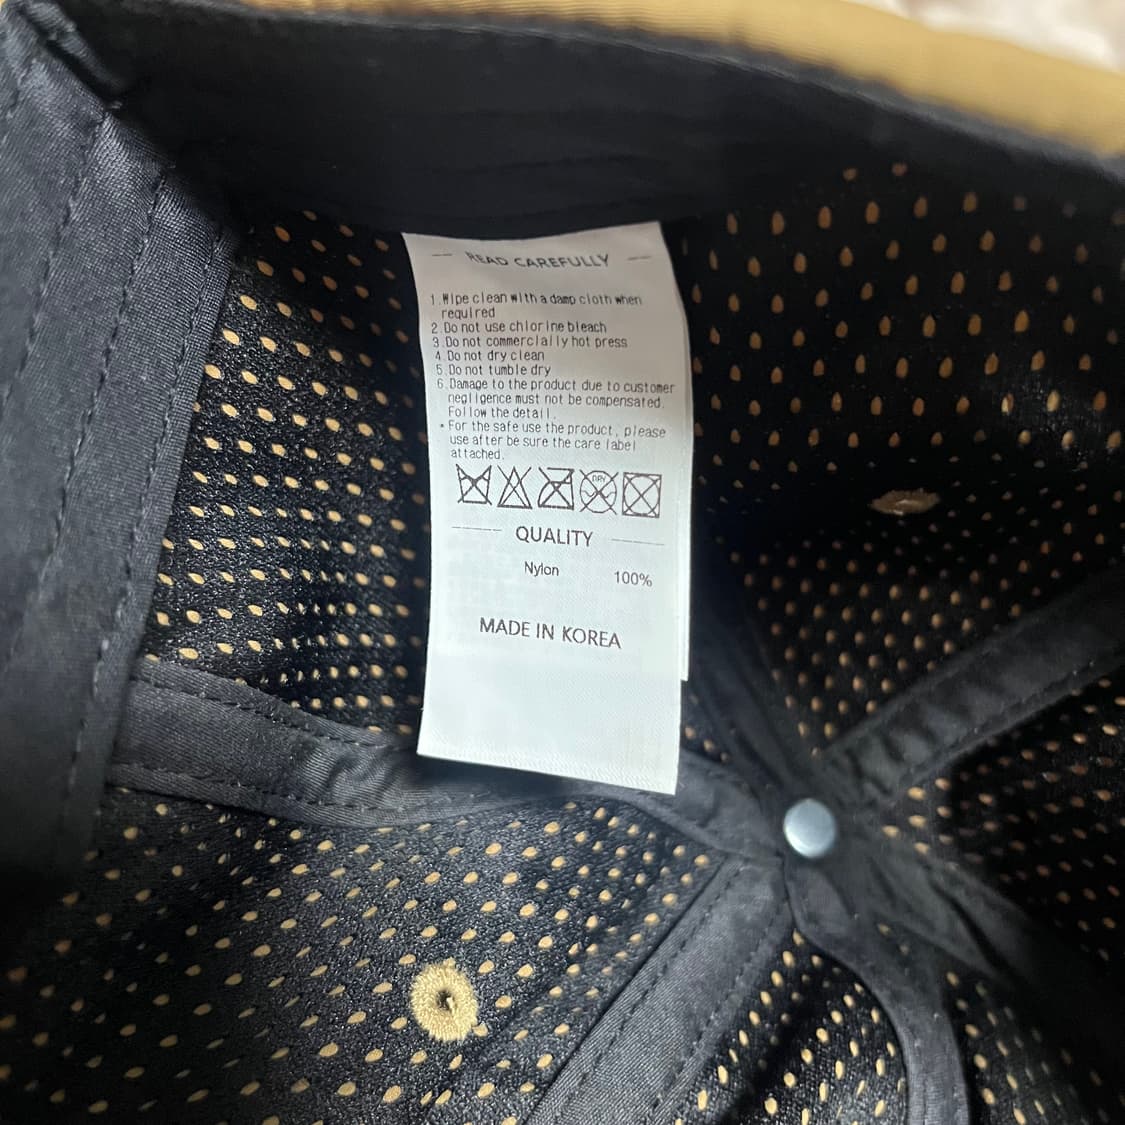 READ CAREFULLY
1.Wipe clean with a damp cloth when
required
2.Do not use chlorine bleach
3.Do not commercially hot press
4.Do not dry clean
5.Do not tumble dry
6.Damage to the product due to customer
negligence must not be compensated.
Follow the detail.
*For the safe use the product, please
use after be sure the care label
attached.
DRY
QUALITY
Nylon 100%
MADE IN KOREA